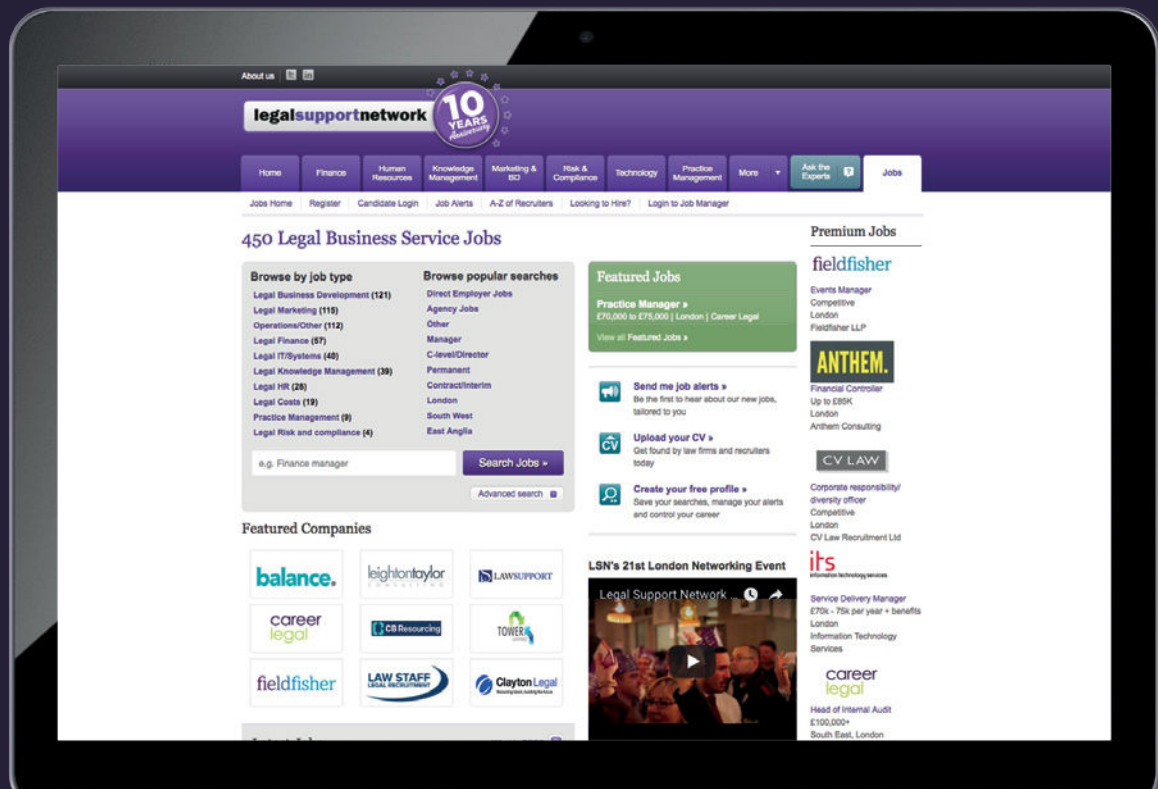 About us
in
legalsupportnetwork
10
YEARS
Anniversary
Home
Finance
Human
Resources
Knowledge
Management
Marketing &
BD
Risk &
Compliance
Technology
Practice
Management
More
Ask the
Experts
?
Jobs
Jobs Home
Register
Candidate Login
Job Alerts
A-Z of Recruiters
Looking to Hire?
Login to Job Manager
450 Legal Business Service Jobs
Browse by job type
Legal Business Development (121)
Legal Marketing (115)
Operations/Other (112)
Legal Finance (57)
Legal IT/Systems (40)
Legal Knowledge Management (39)
Legal HR (26)
Legal Costs (19)
Practice Management (9)
Legal Risk and compliance (4)
Browse popular searches
Direct Employer Jobs
Agency Jobs
Other
Manager
C-level/Director
Permanent
Contract/Interim
London
South West
East Anglia
e.g. Finance manager
Search Jobs »
Advanced search
Featured Companies
balance.
leightontaylor
CONSULTING
LAWSUPPORT
career
legal
CB Resourcing
TOWER
fieldfisher
LAW STAFF
LEGAL RECRUITMENT
Clayton Legal
Featured Jobs
Practice Manager »
£70,000 to £75,000 | London | Career Legal
View all Featured Jobs »
Send me job alerts »
Be the first to hear about our new jobs,
tailored to you
CV
Upload your CV »
Get found by law firms and recruiters
today
Create your free profile »
Save your searches, manage your alerts
and control your career
LSN's 21st London Networking Event
Legal Support Network ...
Premium Jobs
fieldfisher
Events Manager
Competitive
London
Fieldfisher LLP
ANTHEM.
Financial Controller
Up to £85K
London
Anthem Consulting
CV LAW
Corporate responsibility/
diversity officer
Competitive
London
CV Law Recruitment Ltd
its
information technology services
Service Delivery Manager
£70k - 75k per year + benefits
London
Information Technology
Services
career
legal
Head of Internal Audit
£100,000+
South East, London